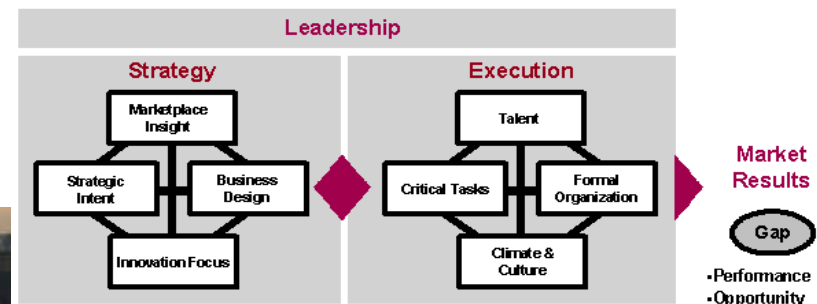 Leadership
Strategy
Marketplace
Insight
Strategic
Intent
Business
Design
Innovation Focus
Execution
Talent
Critical Tasks
Formal
Organization
Climate &
Culture
Market
Results
Gap
▪Performance
▪Opportunity